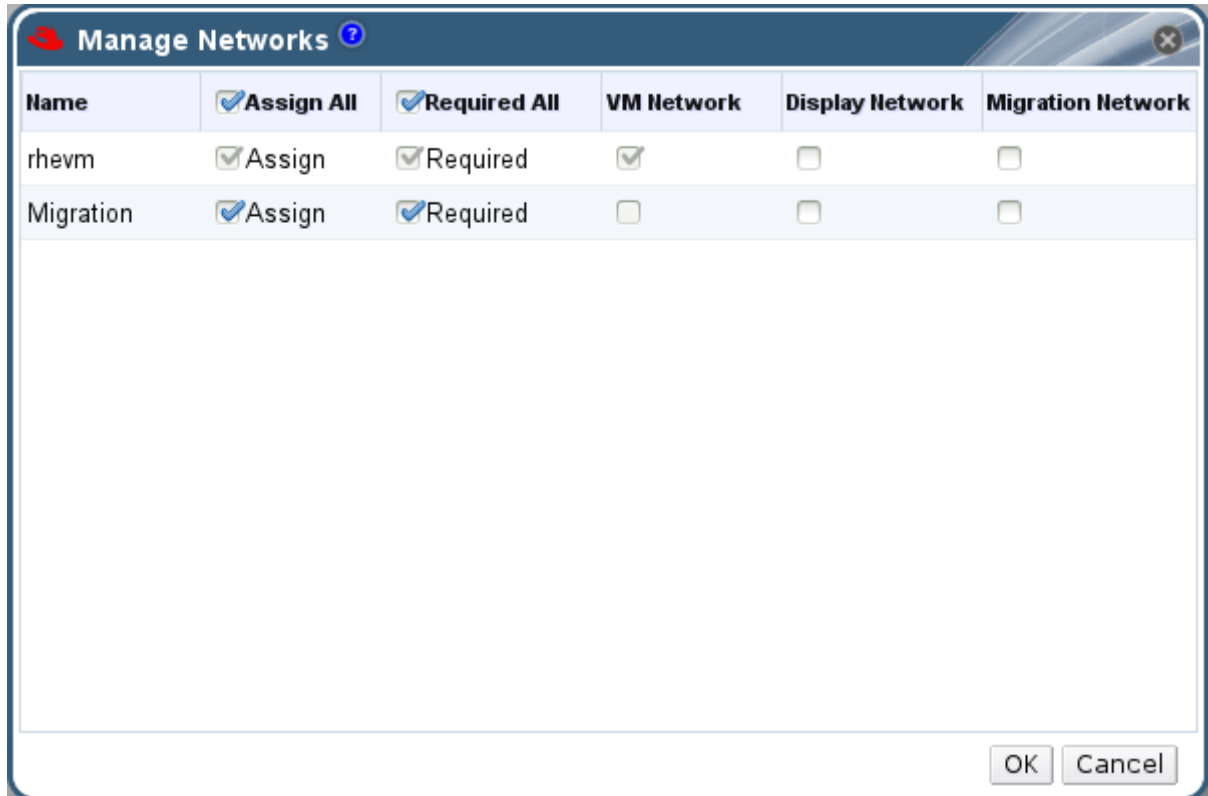 Manage Networks ?
Name Assign All Required All VM Network Display Network Migration Network
rhevm Assign Required
Migration Assign Required
OK Cancel